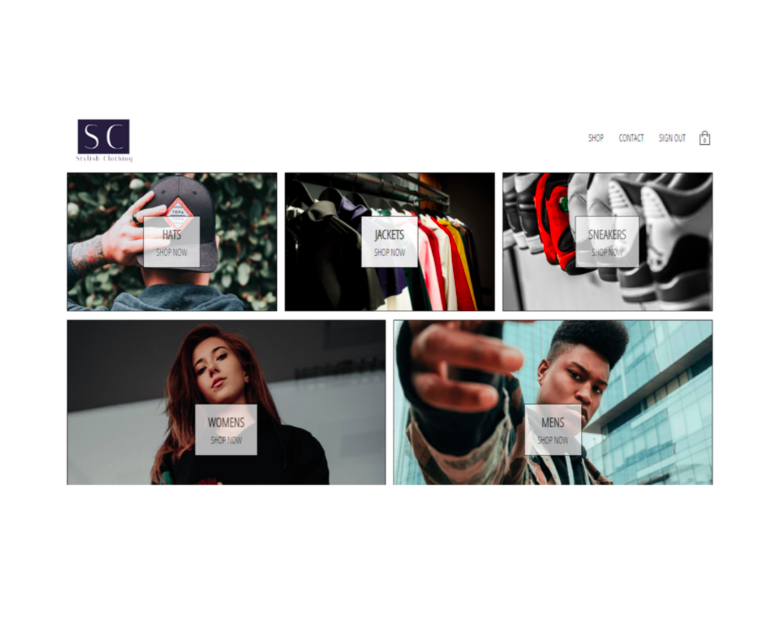 SC
Stylish Clothing
SHOP
CONTACT
SIGN OUT
0
HATS
SHOP NOW
JACKETS
SHOP NOW
SNEAKERS
SHOP NOW
WOMENS
SHOP NOW
MENS
SHOP NOW